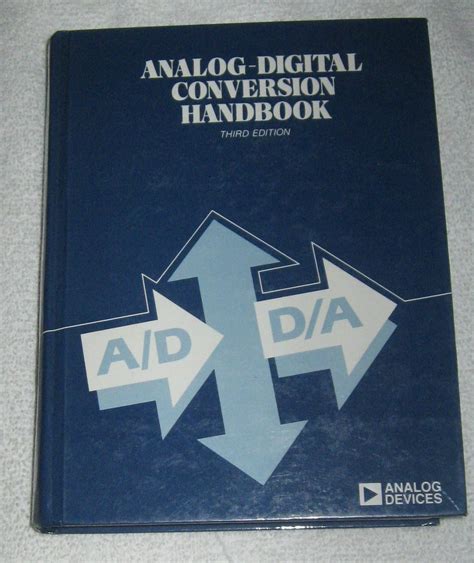 ANALOG-DIGITAL
CONVERSION
HANDBOOK
THIRD EDITION
A/D
D/A
ANALOG
DEVICES